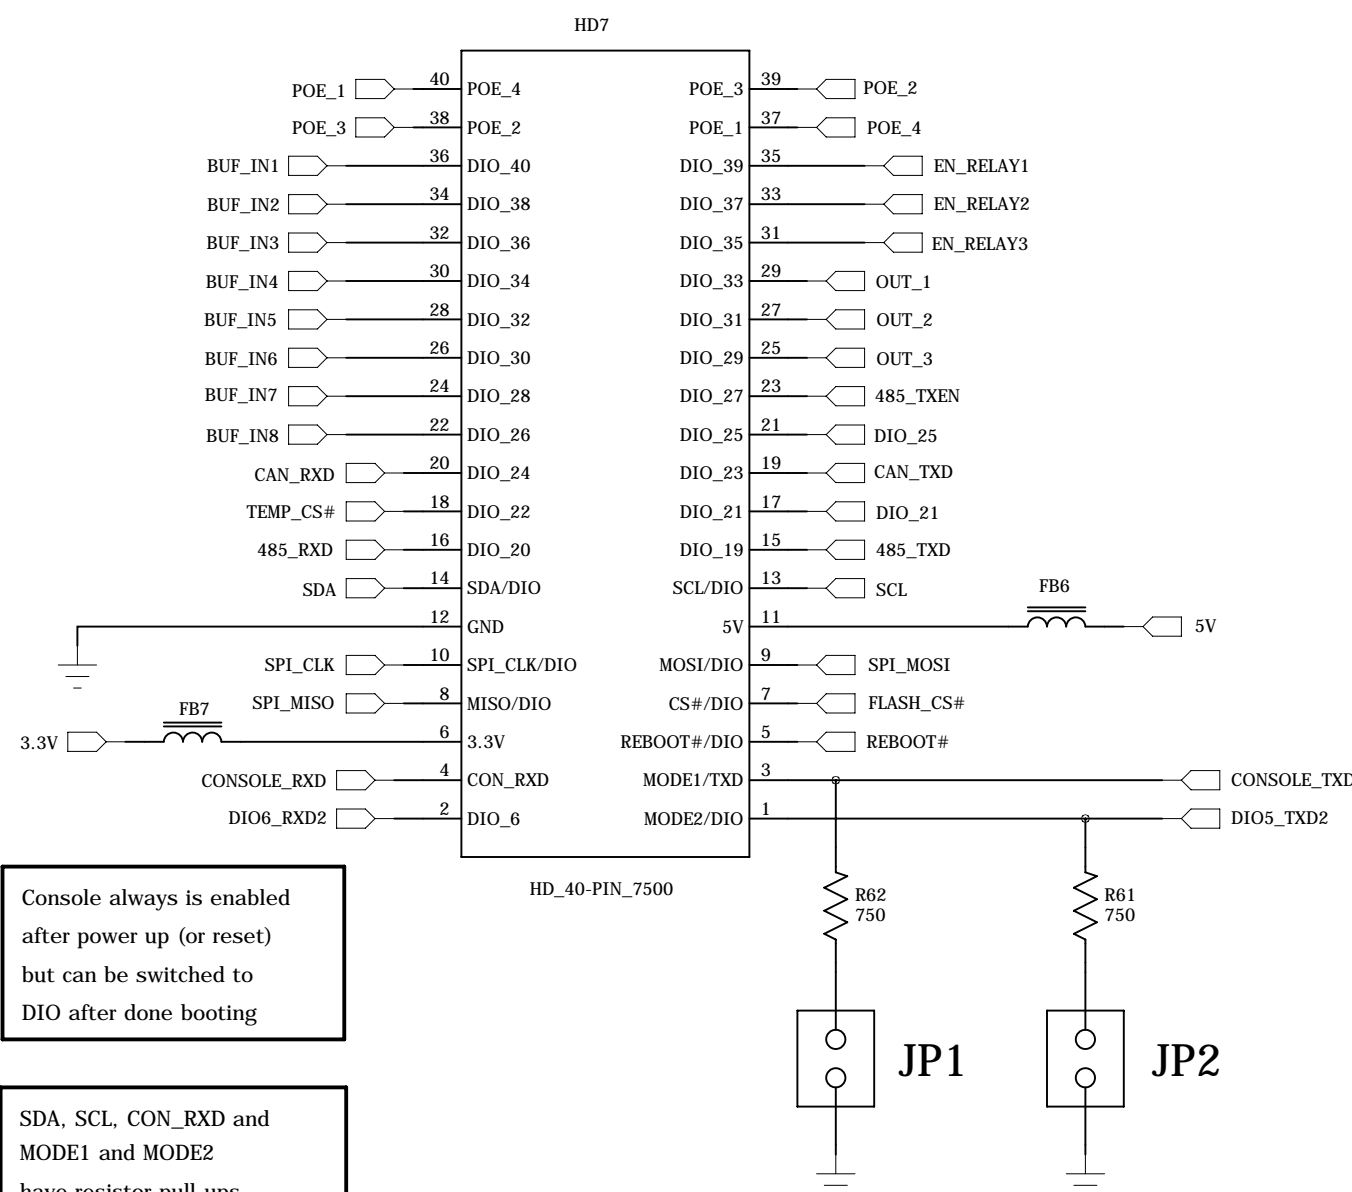 HD7
POE_1 40 POE_4 POE_3 39 POE_2
POE_3 38 POE_2 POE_1 37 POE_4
BUF_IN1 36 DIO_40 DIO_39 35 EN_RELAY1
BUF_IN2 34 DIO_38 DIO_37 33 EN_RELAY2
BUF_IN3 32 DIO_36 DIO_35 31 EN_RELAY3
BUF_IN4 30 DIO_34 DIO_33 29 OUT_1
BUF_IN5 28 DIO_32 DIO_31 27 OUT_2
BUF_IN6 26 DIO_30 DIO_29 25 OUT_3
BUF_IN7 24 DIO_28 DIO_27 23 485_TXEN
BUF_IN8 22 DIO_26 DIO_25 21 DIO_25
CAN_RXD 20 DIO_24 DIO_23 19 CAN_TXD
TEMP_CS# 18 DIO_22 DIO_21 17 DIO_21
485_RXD 16 DIO_20 DIO_19 15 485_TXD
SDA 14 SDA/DIO SCL/DIO 13 SCL FB6
12 GND 5V 11 5V
SPI_CLK 10 SPI_CLK/DIO MOSI/DIO 9 SPI_MOSI
SPI_MISO 8 MISO/DIO CS#/DIO 7 FLASH_CS#
FB7
3.3V 6 3.3V REBOOT#/DIO 5 REBOOT#
CONSOLE_RXD 4 CON_RXD MODE1/TXD 3 CONSOLE_TXD
DIO6_RXD2 2 DIO_6 MODE2/DIO 1 DIO5_TXD2
HD_40-PIN_7500
R62
750
R61
750
Console always is enabled
after power up (or reset)
but can be switched to
DIO after done booting
JP1
JP2
SDA, SCL, CON_RXD and
MODE1 and MODE2
have resistor pull ups